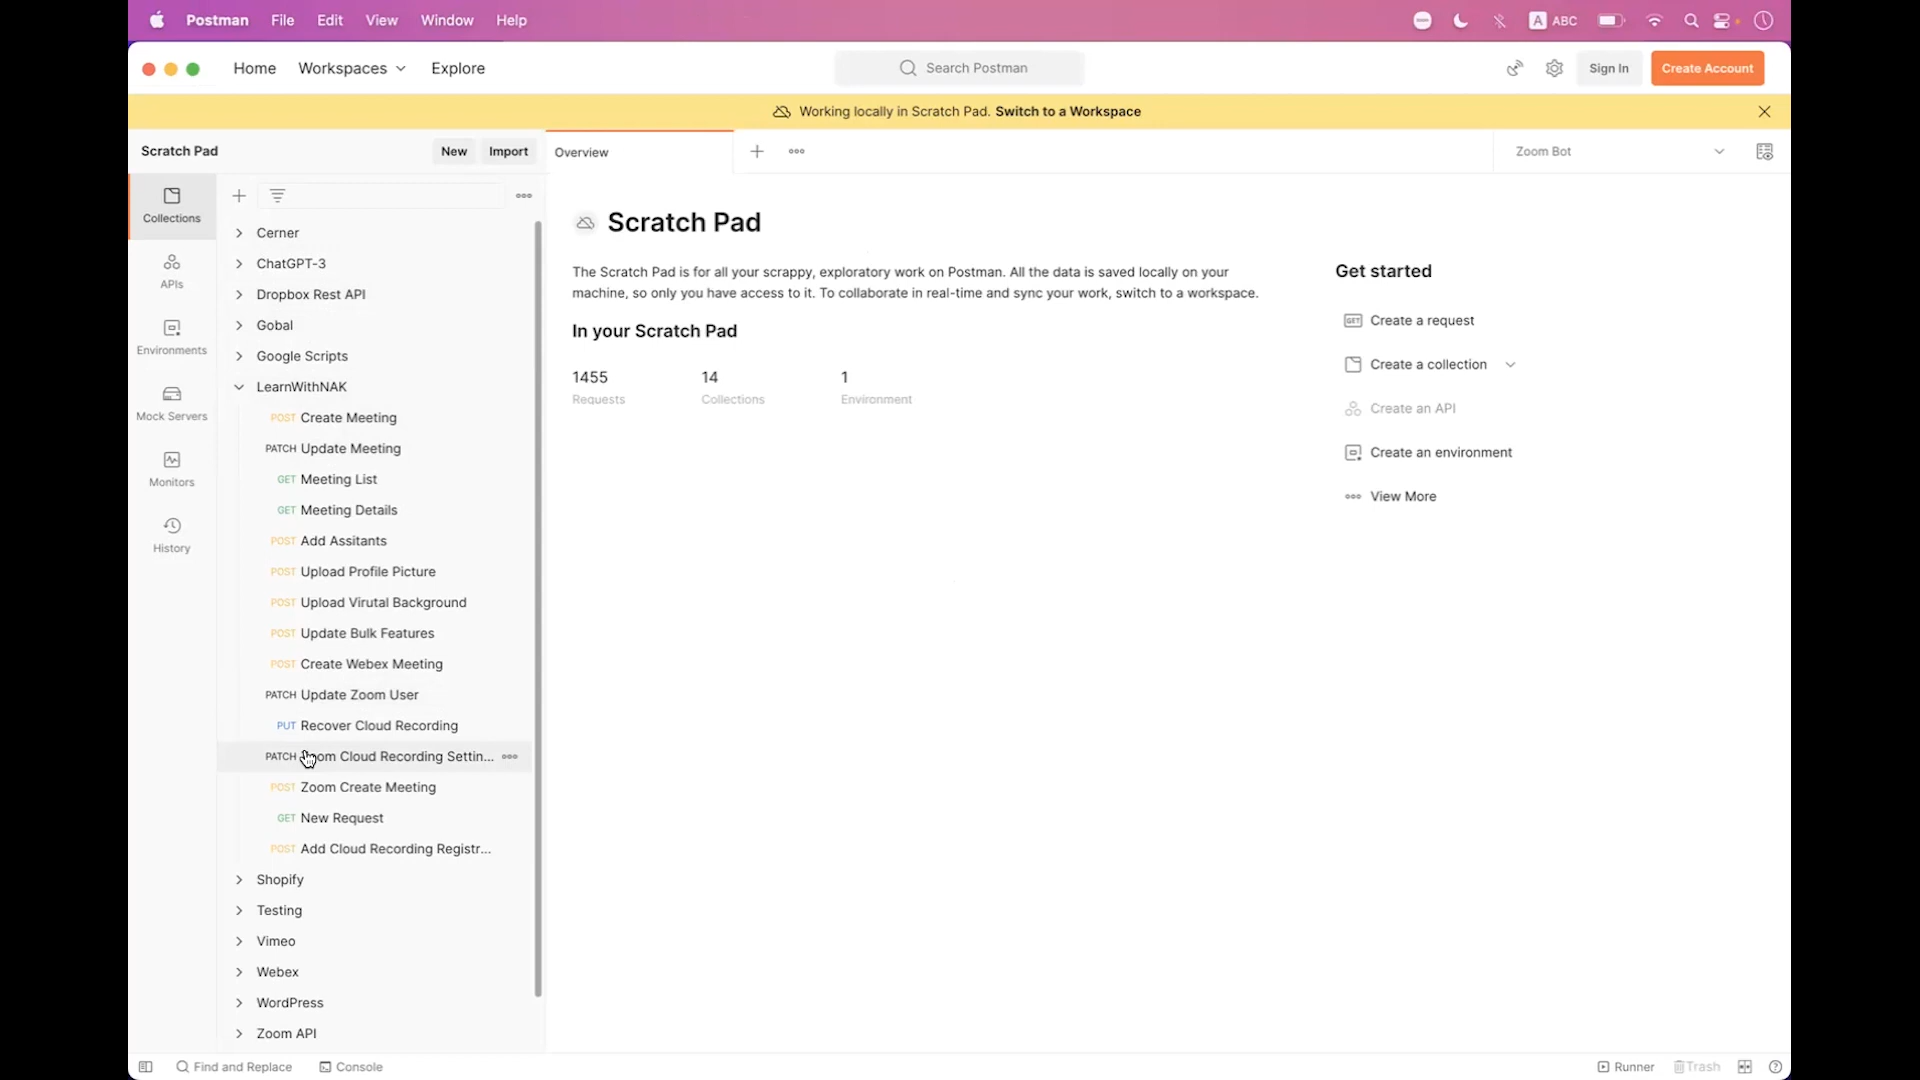 Postman File Edit View Window Help
A ABC
Home Workspaces Explore
Search Postman
Sign In
Create Account
Working locally in Scratch Pad. Switch to a Workspace
Scratch Pad
New
Import
Overview
Zoom Bot
Collections
APIs
Environments
Mock Servers
Monitors
History
Cerner
ChatGPT-3
Dropbox Rest API
Gobal
Google Scripts
LearnWithNAK
POST Create Meeting
PATCH Update Meeting
GET Meeting List
GET Meeting Details
POST Add Assitants
POST Upload Profile Picture
POST Upload Virutal Background
POST Update Bulk Features
POST Create Webex Meeting
PATCH Update Zoom User
PUT Recover Cloud Recording
PATCH Cloud Recording Settin...
POST Zoom Create Meeting
GET New Request
POST Add Cloud Recording Registr...
Shopify
Testing
Vimeo
Webex
WordPress
Zoom API
Scratch Pad
The Scratch Pad is for all your scrappy, exploratory work on Postman. All the data is saved locally on your
machine, so only you have access to it. To collaborate in real-time and sync your work, switch to a workspace.
In your Scratch Pad
1455 14 1
Requests Collections Environment
Get started
GET Create a request
Create a collection
Create an API
Create an environment
View More
Find and Replace Console
Runner Trash